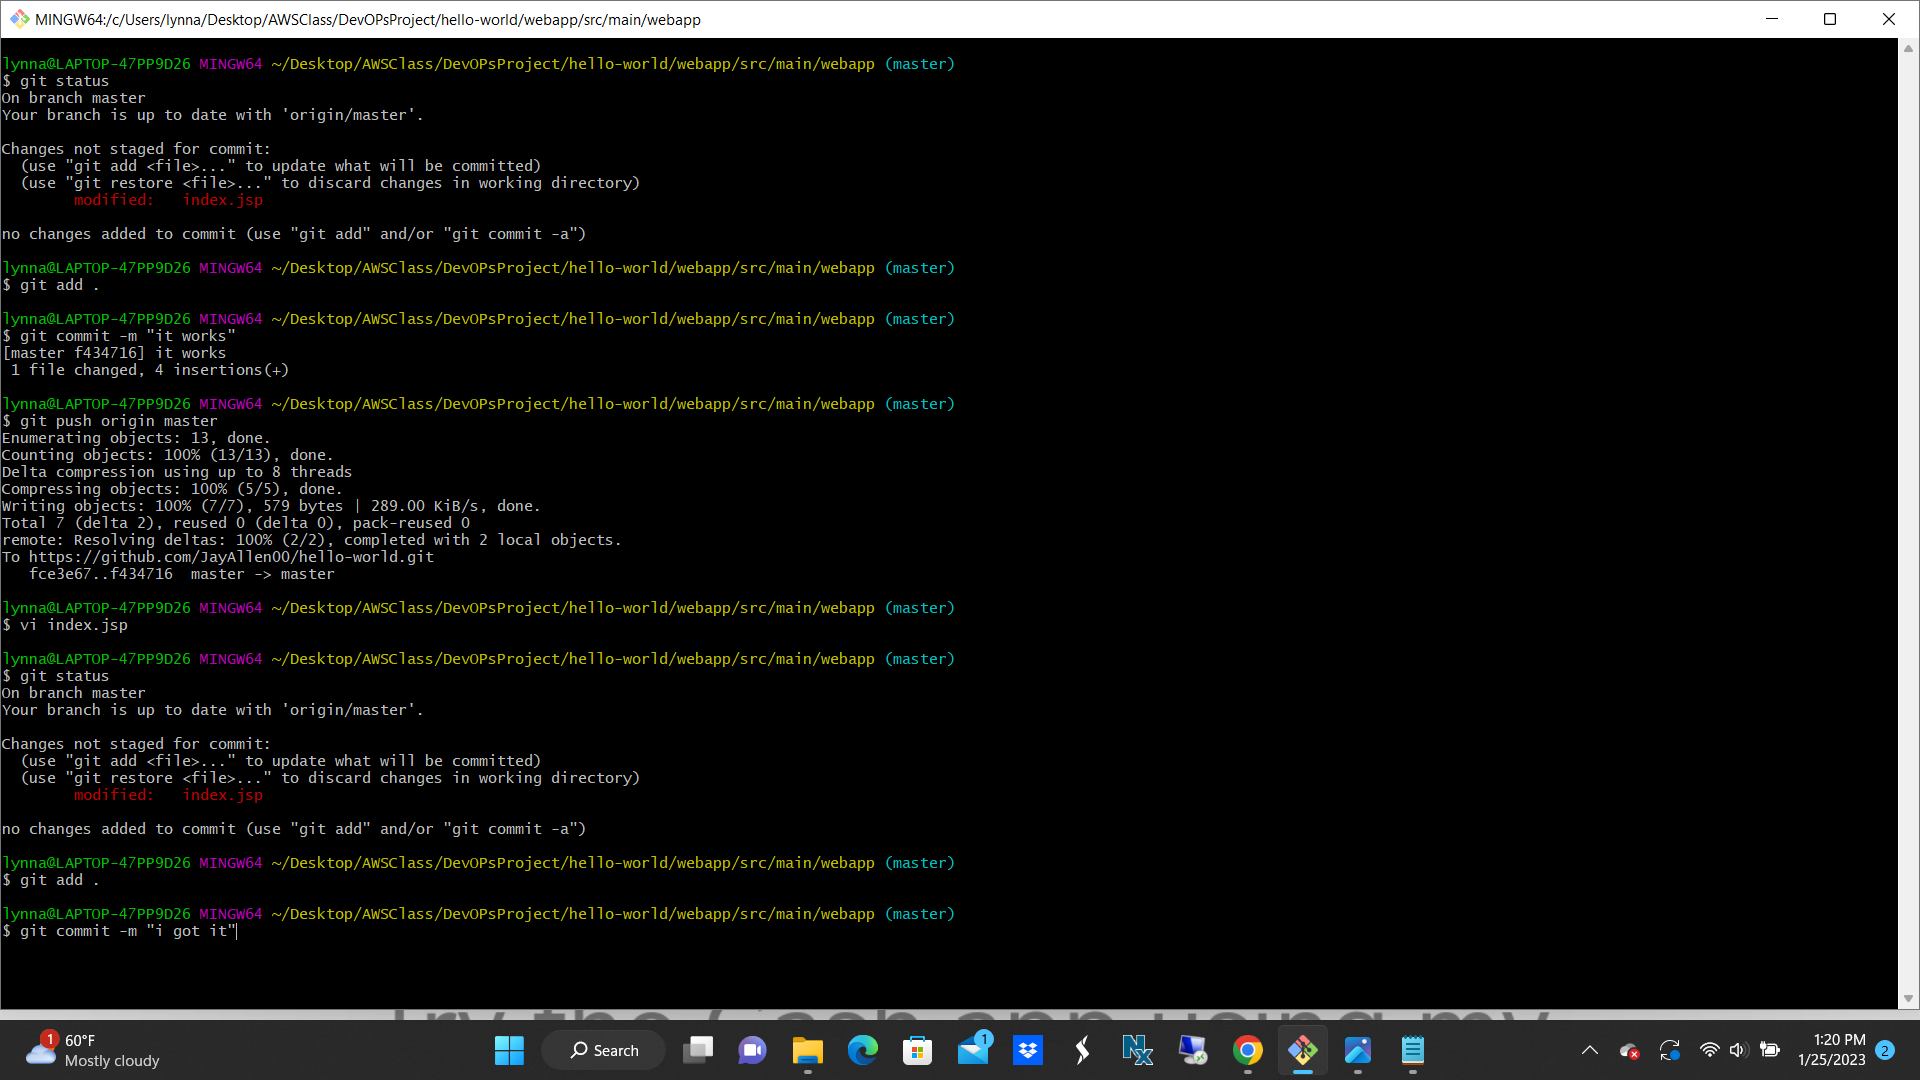 MINGW64:/c/Users/lynna/Desktop/AWSClass/DevOPsProject/hello-world/webapp/src/main/webapp
lynna@LAPTOP-47PP9D26 MINGW64 ~/Desktop/AWSClass/DevOPsProject/hello-world/webapp/src/main/webapp (master)
$ git status
On branch master
Your branch is up to date with 'origin/master'.
Changes not staged for commit:
  (use "git add <file>..." to update what will be committed)
  (use "git restore <file>..." to discard changes in working directory)
        modified:   index.jsp
no changes added to commit (use "git add" and/or "git commit -a")
lynna@LAPTOP-47PP9D26 MINGW64 ~/Desktop/AWSClass/DevOPsProject/hello-world/webapp/src/main/webapp (master)
$ git add .
lynna@LAPTOP-47PP9D26 MINGW64 ~/Desktop/AWSClass/DevOPsProject/hello-world/webapp/src/main/webapp (master)
$ git commit -m "it works"
[master f434716] it works
 1 file changed, 4 insertions(+)
lynna@LAPTOP-47PP9D26 MINGW64 ~/Desktop/AWSClass/DevOPsProject/hello-world/webapp/src/main/webapp (master)
$ git push origin master
Enumerating objects: 13, done.
Counting objects: 100% (13/13), done.
Delta compression using up to 8 threads
Compressing objects: 100% (5/5), done.
Writing objects: 100% (7/7), 579 bytes | 289.00 KiB/s, done.
Total 7 (delta 2), reused 0 (delta 0), pack-reused 0
remote: Resolving deltas: 100% (2/2), completed with 2 local objects.
To https://github.com/JayAllen00/hello-world.git
   fce3e67..f434716  master -> master
lynna@LAPTOP-47PP9D26 MINGW64 ~/Desktop/AWSClass/DevOPsProject/hello-world/webapp/src/main/webapp (master)
$ vi index.jsp
lynna@LAPTOP-47PP9D26 MINGW64 ~/Desktop/AWSClass/DevOPsProject/hello-world/webapp/src/main/webapp (master)
$ git status
On branch master
Your branch is up to date with 'origin/master'.
Changes not staged for commit:
  (use "git add <file>..." to update what will be committed)
  (use "git restore <file>..." to discard changes in working directory)
        modified:   index.jsp
no changes added to commit (use "git add" and/or "git commit -a")
lynna@LAPTOP-47PP9D26 MINGW64 ~/Desktop/AWSClass/DevOPsProject/hello-world/webapp/src/main/webapp (master)
$ git add .
lynna@LAPTOP-47PP9D26 MINGW64 ~/Desktop/AWSClass/DevOPsProject/hello-world/webapp/src/main/webapp (master)
$ git commit -m "i got it"
Try the Cash app using my
1
60°F
Mostly cloudy
Search
1
Nx
1:20 PM
1/25/2023
2